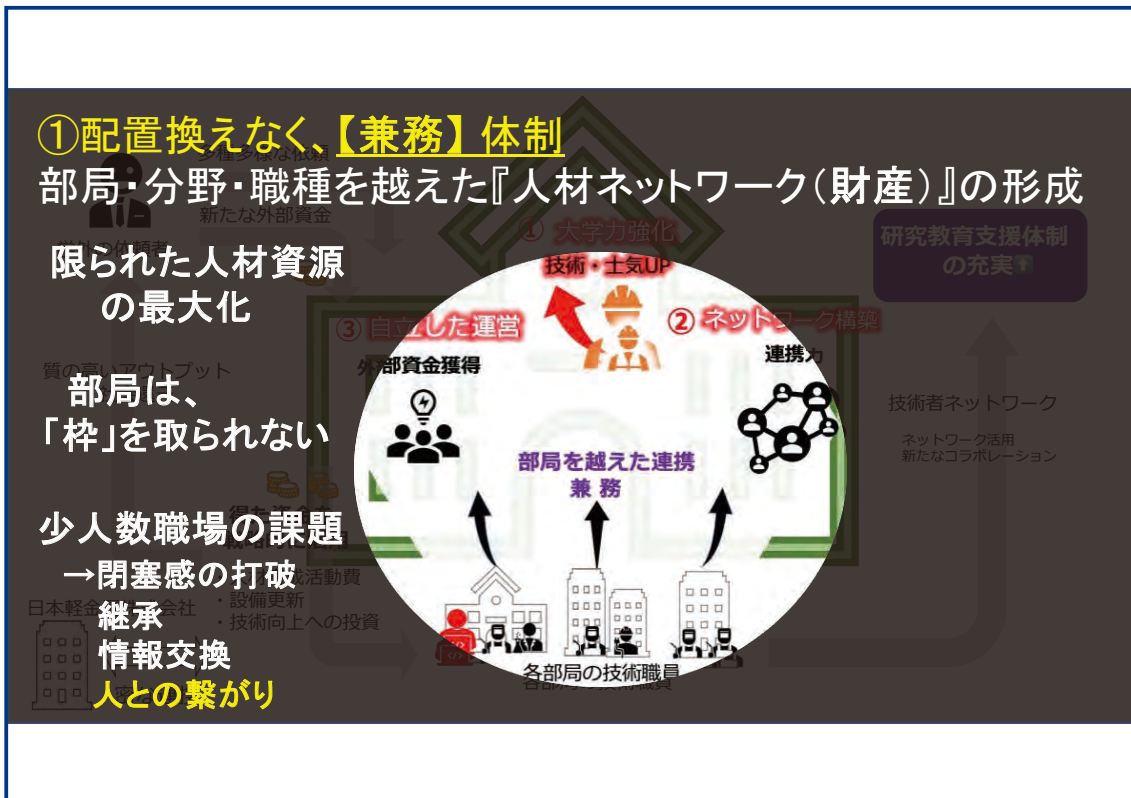 ①配置換えなく、【兼務】体制
部局・分野・職種を越えた『人材ネットワーク(財産)』の形成
多種多様な依頼
新たな外部資金
限られた人材資源
の最大化
質の高いアウトプット
部局は、
「枠」を取られない
少人数職場の課題
→閉塞感の打破
継承
情報交換
人との繋がり
・設備更新
・技術向上への投資
① 大学力強化
技術・士気UP
③ 自立した運営
外部資金獲得
② ネットワーク構築
連携力
部局を越えた連携
兼務
各部局の技術職員
研究教育支援体制
の充実
技術者ネットワーク
ネットワーク活用
新たなコラボレーション